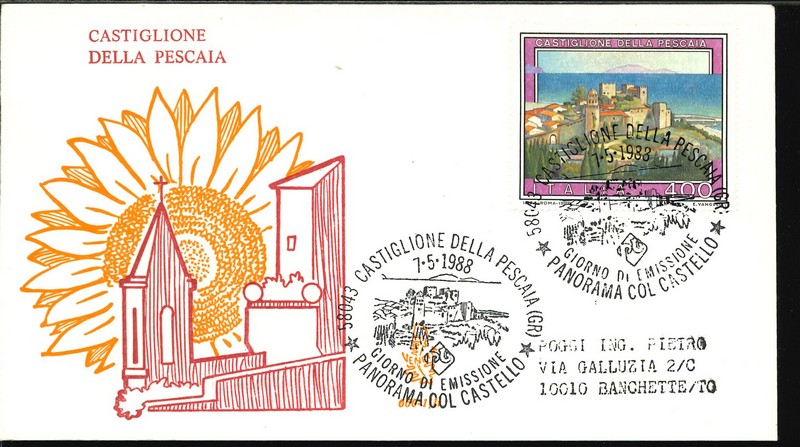 CASTIGLIONE
DELLA PESCAIA
CASTIGLIONE DELLA PESCAIA
ITALIA 400
58043 CASTIGLIONE DELLA PESCAIA (GR)
7·5·1988
GIORNO DI EMISSIONE
PANORAMA COL CASTELLO
58043 CASTIGLIONE DELLA PESCAIA (GR)
7·5·1988
GIORNO DI EMISSIONE
PANORAMA COL CASTELLO
POGGI ING. PIETRO
VIA GALLUZIA 2/C
10010 BANCHETTE/TO